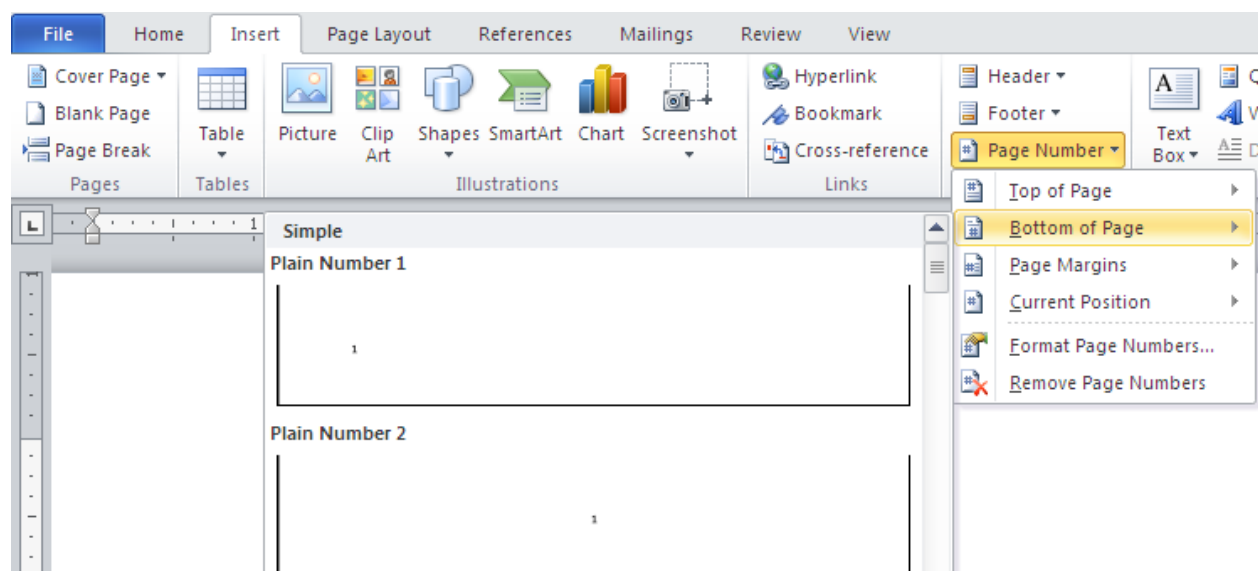 File Home Insert Page Layout References Mailings Review View
Cover Page
Blank Page
Page Break
Pages
Table
Tables
Picture
Clip Art
Shapes
SmartArt
Chart
Screenshot
Illustrations
Hyperlink
Bookmark
Cross-reference
Links
Header
Footer
Page Number
A
Text
Box
Top of Page
Bottom of Page
Page Margins
Current Position
Format Page Numbers...
Remove Page Numbers
L
1
Simple
Plain Number 1
1
Plain Number 2
1